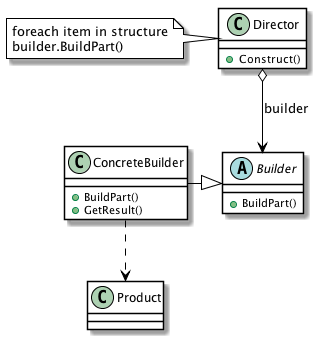 foreach item in structure
builder.BuildPart()
C Director
Construct()
builder
C ConcreteBuilder
BuildPart()
GetResult()
A Builder
BuildPart()
C Product